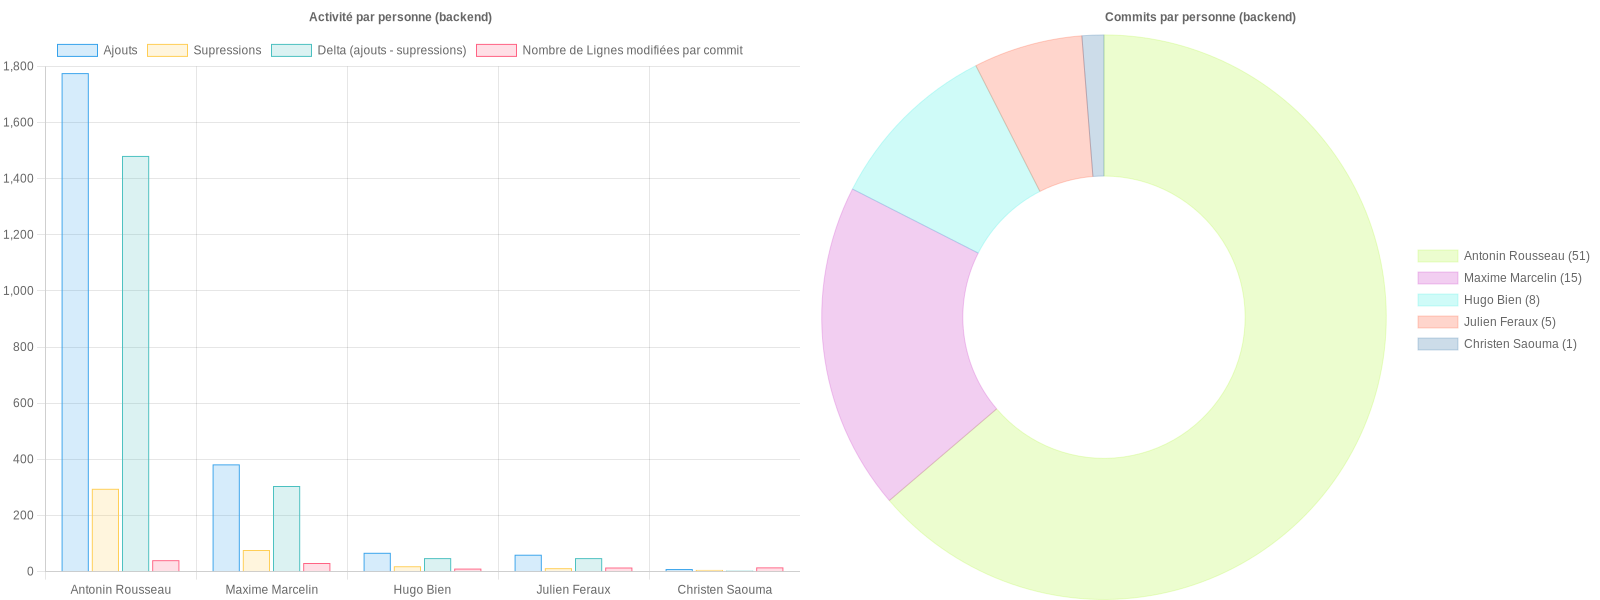 Activité par personne (backend)
Ajouts
Supressions
Delta (ajouts - supressions)
Nombre de Lignes modifiées par commit
1,800
1,600
1,400
1,200
1,000
800
600
400
200
0
Antonin Rousseau
Maxime Marcelin
Hugo Bien
Julien Feraux
Christen Saouma
Commits par personne (backend)
Antonin Rousseau (51)
Maxime Marcelin (15)
Hugo Bien (8)
Julien Feraux (5)
Christen Saouma (1)